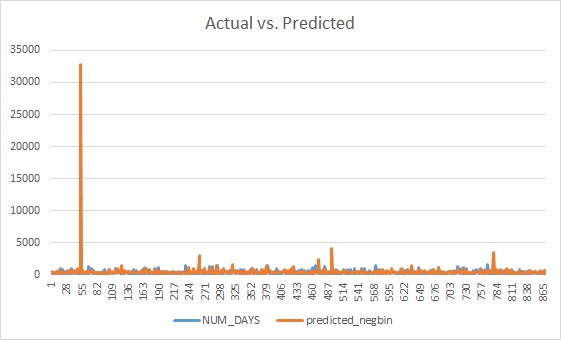 Actual vs. Predicted
35000
30000
25000
20000
15000
10000
5000
0
1 28 55 82 109 136 163 190 217 244 271 298 325 352 379 406 433 460 487 514 541 568 595 622 649 676 703 730 757 784 811 838 865
NUM_DAYS predicted_negbin